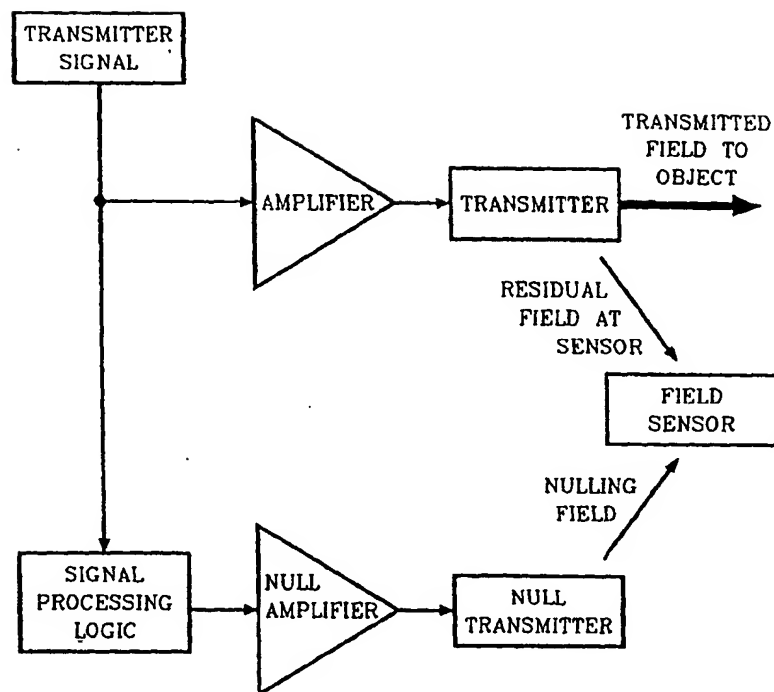 TRANSMITTER
SIGNAL
TRANSMITTED
FIELD TO
OBJECT
AMPLIFIER
TRANSMITTER
RESIDUAL
FIELD AT
SENSOR
FIELD
SENSOR
NULLING
FIELD
SIGNAL
PROCESSING
LOGIC
NULL
AMPLIFIER
NULL
TRANSMITTER